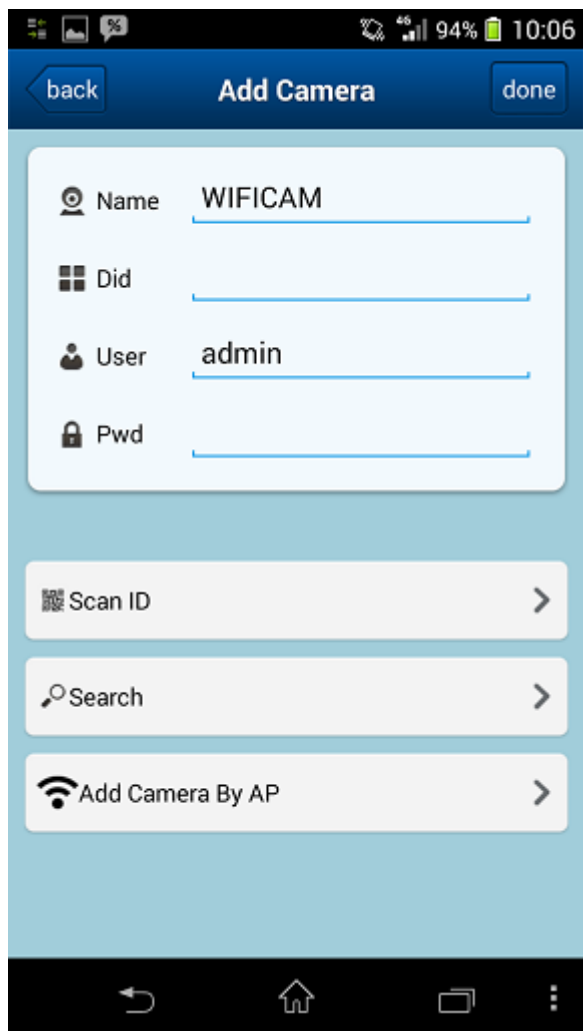 % 46 94% 10:06
back Add Camera done
Name WIFICAM
Did
User admin
Pwd
Scan ID
Search
Add Camera By AP